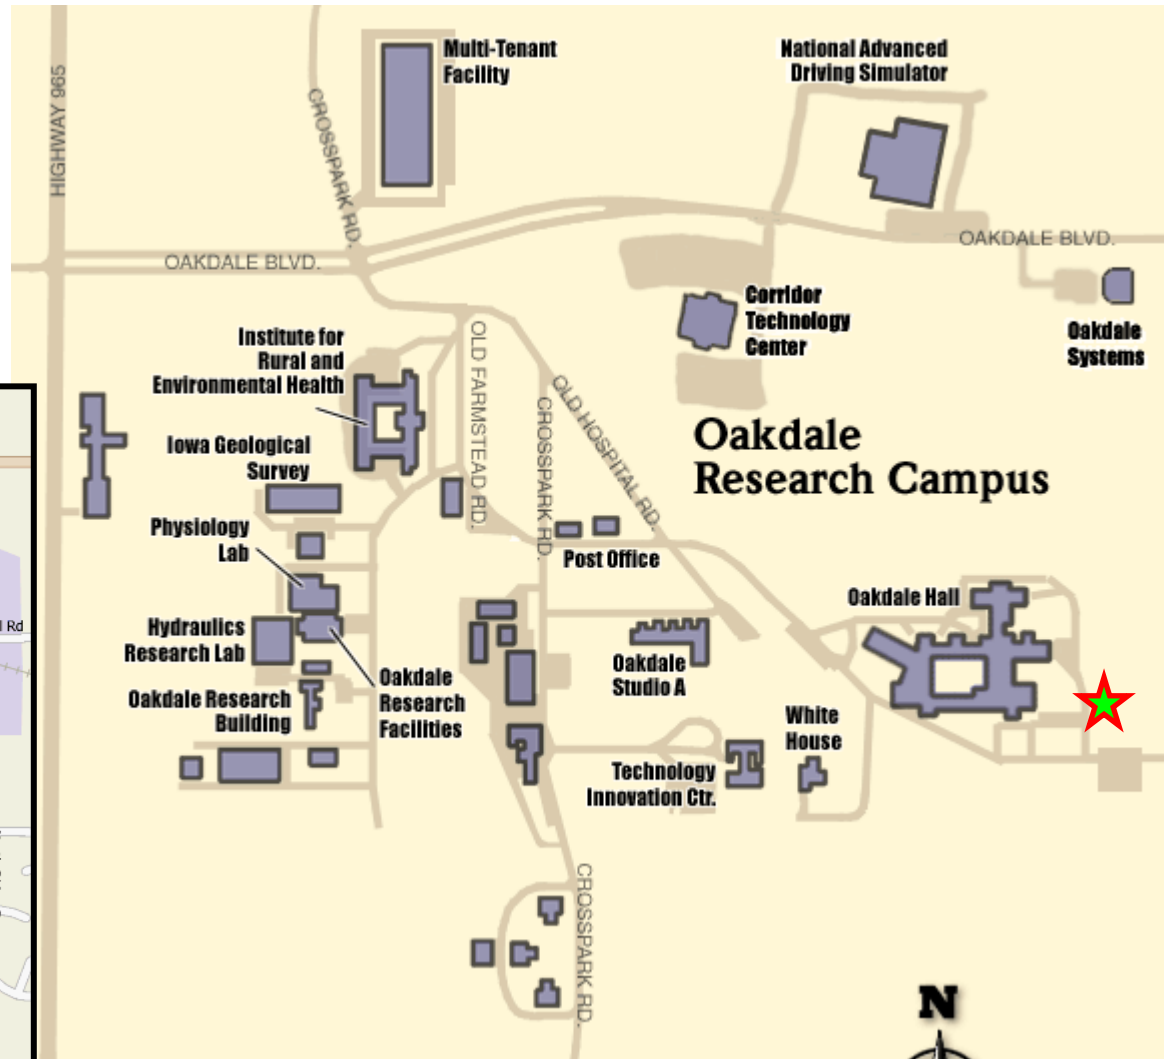 Multi-Tenant
Facility
National Advanced
Driving Simulator
HIGHWAY 965
CROSSPARK RD.
OAKDALE BLVD.
OAKDALE BLVD.
Corridor
Technology
Center
Oakdale
Systems
Institute for
Rural and
Environmental Health
OLD FARMSTEAD RD.
CROSSPARK RD.
OLD HOSPITAL RD.
Oakdale
Research Campus
Iowa Geological
Survey
Physiology
Lab
Post Office
Oakdale Hall
Hydraulics
Research Lab
l Rd
Oakdale
Studio A
Oakdale
Research
Facilities
Oakdale Research
Building
White
House
Technology
Innovation Ctr.
CROSSPARK RD.
N